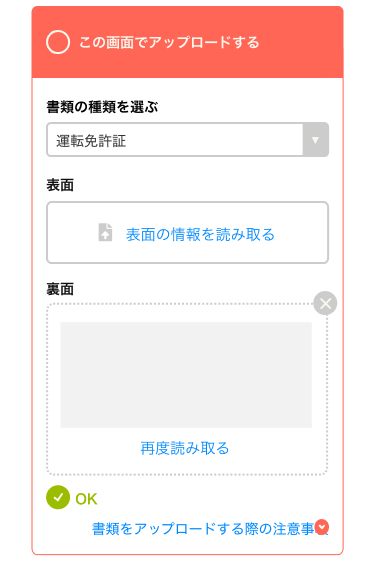 この画面でアップロードする
書類の種類を選ぶ
運転免許証
表面
表面の情報を読み取る
裏面
再度読み取る
OK
書類をアップロードする際の注意事